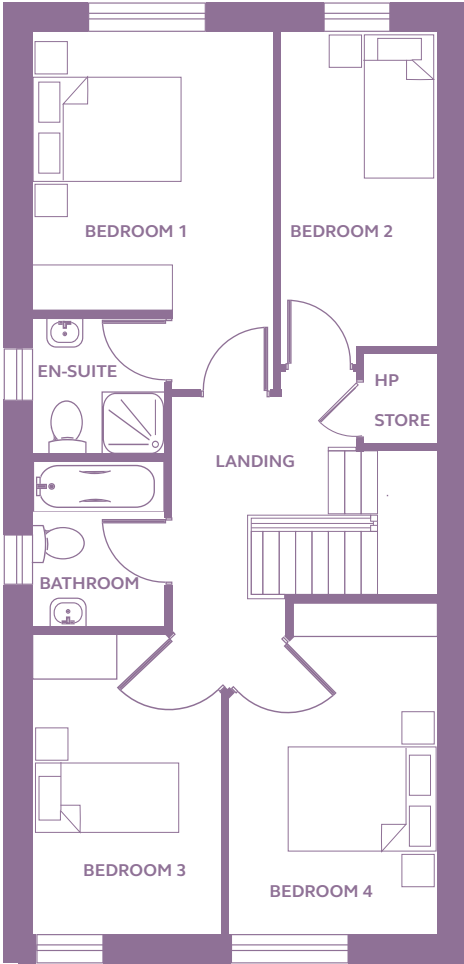 BEDROOM 1
BEDROOM 2
EN-SUITE
HP
STORE
LANDING
BATHROOM
BEDROOM 3
BEDROOM 4